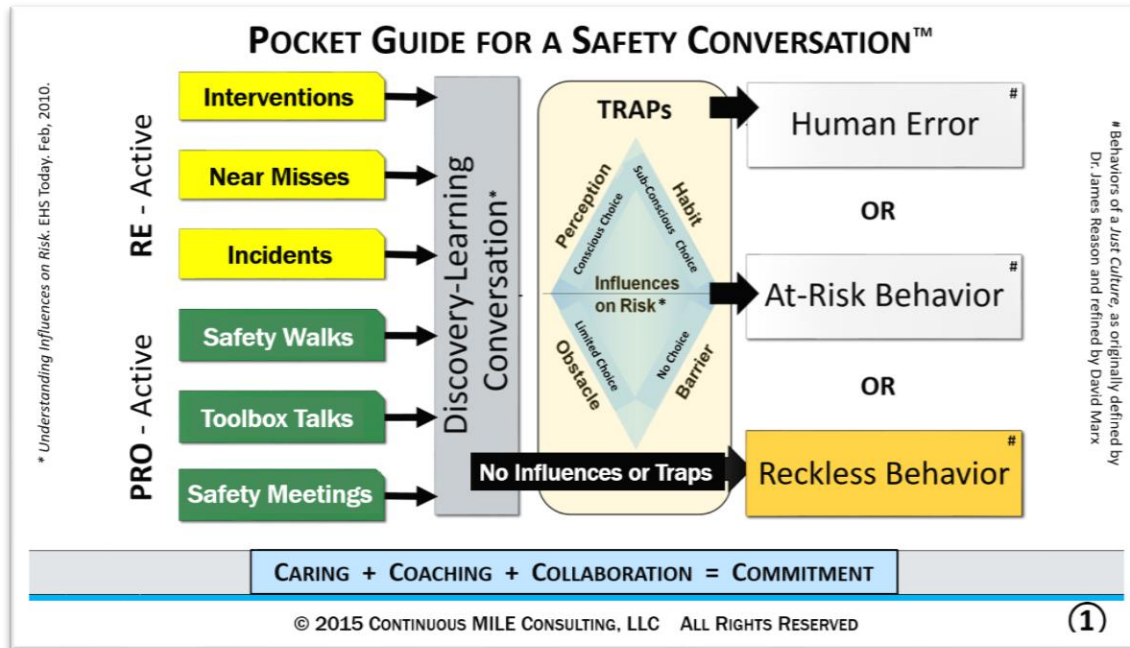 POCKET GUIDE FOR A SAFETY CONVERSATION™
* Understanding Influences on Risk. EHS Today. Feb, 2010.
RE - Active
Interventions
Near Misses
Incidents
PRO - Active
Safety Walks
Toolbox Talks
Safety Meetings
Discovery-Learning
Conversation*
TRAPs
Perception
Conscious Choice
Habit
Sub-Conscious Choice
Influences
on Risk*
Obstacle
Limited Choice
Barrier
No Choice
No Influences or Traps
Human Error #
OR
At-Risk Behavior #
OR
Reckless Behavior #
# Behaviors of a Just Culture, as originally defined by
Dr. James Reason and refined by David Marx
CARING + COACHING + COLLABORATION = COMMITMENT
© 2015 CONTINUOUS MILE CONSULTING, LLC ALL RIGHTS RESERVED
1